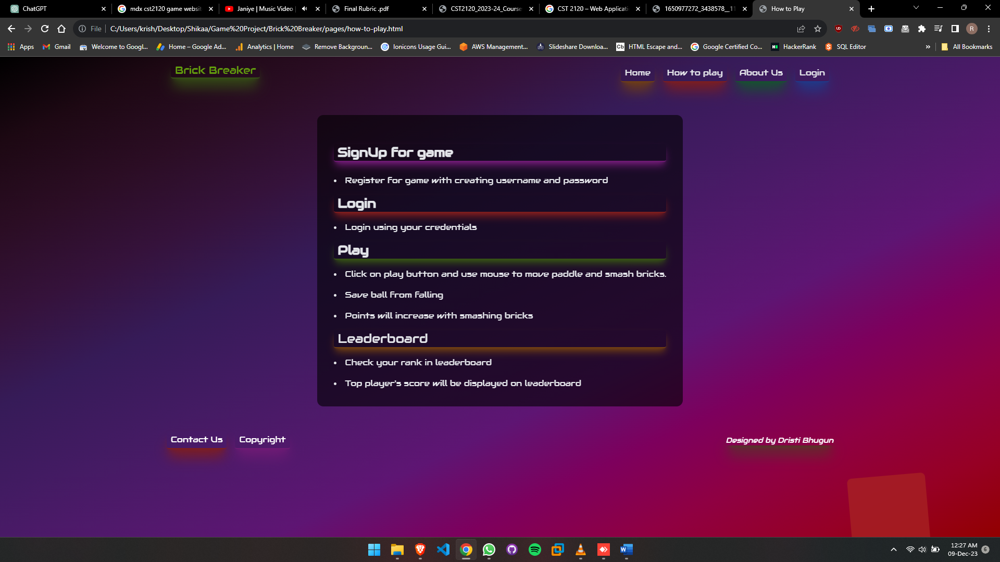 ChatGPT
mdx cst2120 game websit
Janiye | Music Video |
Final Rubric .pdf
CST2120_2023-24_Course
CST 2120 – Web Applicati
1650977272_3438578__11
How to Play
File
C:/Users/krish/Desktop/Shikaa/Game%20Project/Brick%20Breaker/pages/how-to-play.html
R
Apps
Gmail
Welcome to Googl...
Home – Google Ad...
Analytics | Home
Remove Backgroun...
Ionicons Usage Gui...
AWS Management...
Slideshare Downloa...
Cb
HTML Escape and...
Google Certified Co...
HackerRank
SQL Editor
»
All Bookmarks
Brick Breaker
Home
How to play
About Us
Login
SignUp for game
• Register for game with creating username and password
Login
• Login using your credentials
Play
• Click on play button and use mouse to move paddle and smash bricks.
• Save ball from falling
• Points will increase with smashing bricks
Leaderboard
• Check your rank in leaderboard
• Top player's score will be displayed on leaderboard
Contact Us
Copyright
Designed by Dristi Bhugun
12:27 AM
09-Dec-23
6